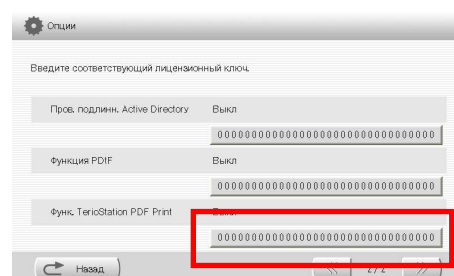 Опции
Введите соответствующий лицензионный ключ.
Пров. подлинн. Active Directory Выкл
00000000000000000000000000000000
Функция PDIF Выкл
00000000000000000000000000000000
Функ. TerioStation PDF Print Выкл
00000000000000000000000000000000
Назад 2/2